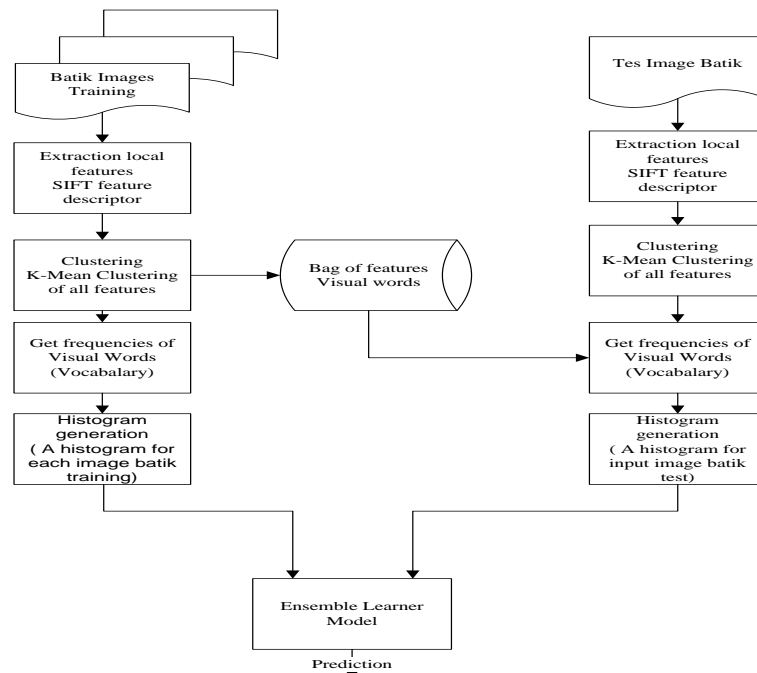 Batik Images
Training
Extraction local
features
SIFT feature
descriptor
Clustering
K-Mean Clustering
of all features
Get frequencies of
Visual Words
(Vocabalary)
Histogram
generation
( A histogram for
each image batik
training)
Bag of features
Visual words
Tes Image Batik
Extraction local
features
SIFT feature
descriptor
Clustering
K-Mean Clustering
of all features
Get frequencies of
Visual Words
(Vocabalary)
Histogram
generation
( A histogram for
input image batik
test)
Ensemble Learner
Model
Prediction